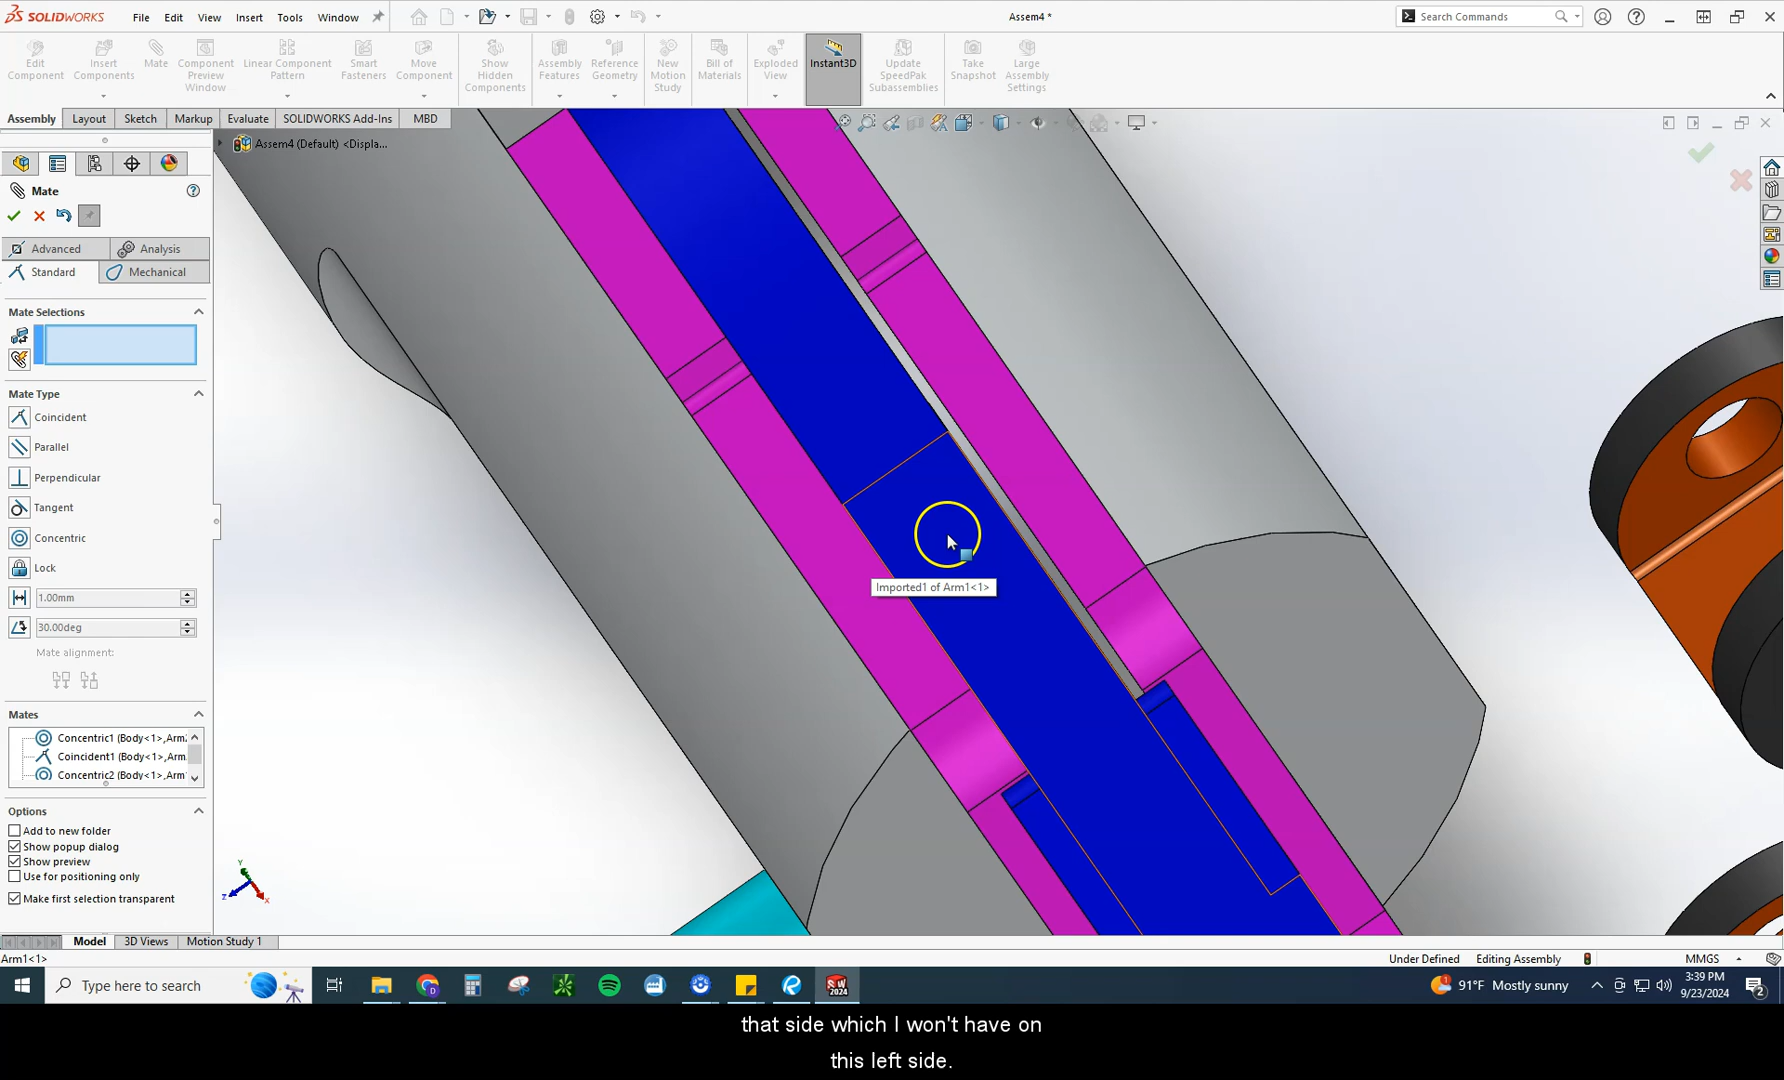 SOLIDWORKS
File Edit View Insert Tools Window
Assem4 *
Search Commands
Edit Component
Insert Components
Mate
Component Preview Window
Linear Component Pattern
Smart Fasteners
Move Component
Show Hidden Components
Assembly Features
Reference Geometry
New Motion Study
Bill of Materials
Exploded View
Instant3D
Update SpeedPak Subassemblies
Take Snapshot
Large Assembly Settings
Assembly Layout Sketch Markup Evaluate SOLIDWORKS Add-Ins MBD
Assem4 (Default) <Displa...
Mate
Advanced Analysis
Standard Mechanical
Mate Selections
Mate Type
Coincident
Parallel
Perpendicular
Tangent
Concentric
Lock
1.00mm
30.00deg
Mate alignment:
Mates
Concentric1 (Body<1>,Arm2
Coincident1 (Body<1>,Arm
Concentric2 (Body<1>,Arm
Options
Add to new folder
Show popup dialog
Show preview
Use for positioning only
Make first selection transparent
Imported1 of Arm1<1>
Y
Z
X
Model 3D Views Motion Study 1
Arm1<1>
Under Defined Editing Assembly MMGS
Type here to search
SW
2024
91°F Mostly sunny
3:39 PM
9/23/2024
2
that side which I won't have on
this left side.